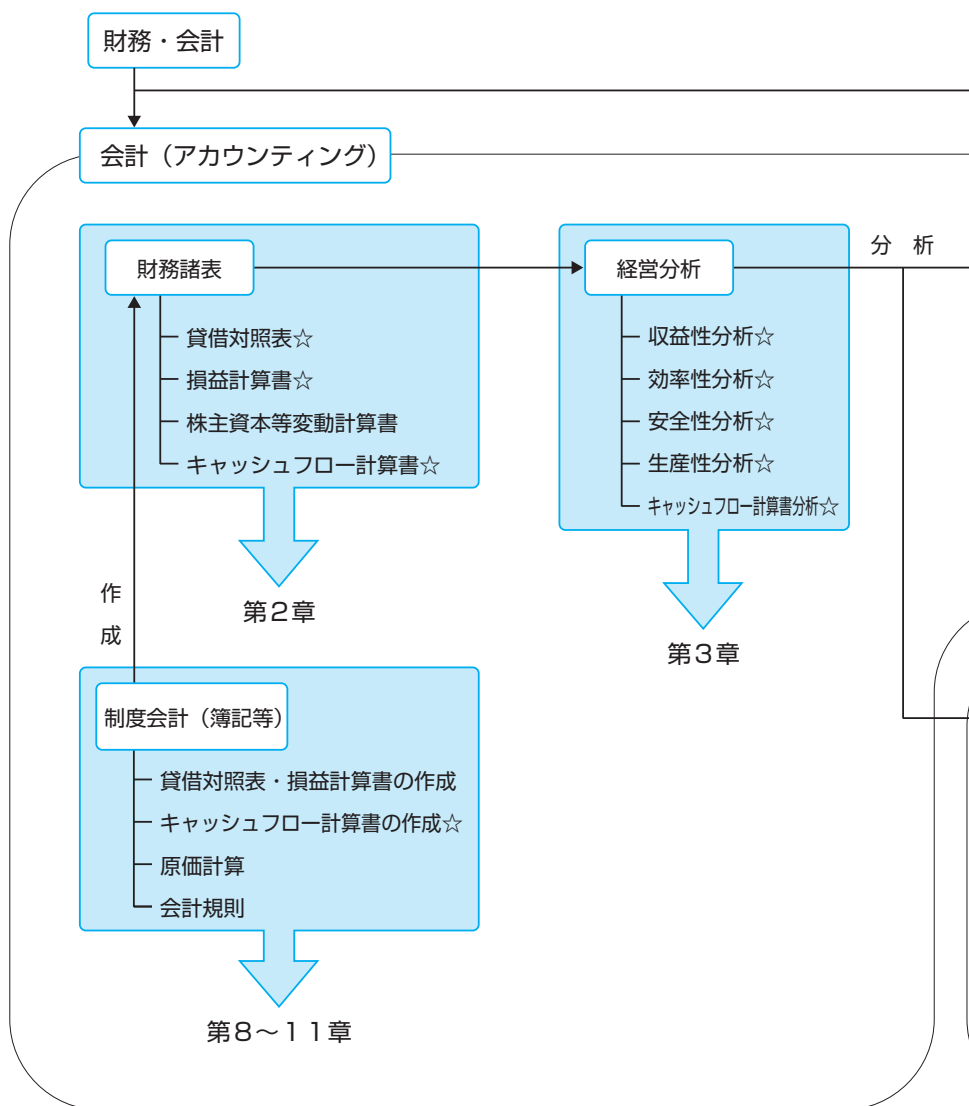 財務・会計
会計（アカウンティング）
財務諸表
貸借対照表☆
損益計算書☆
株主資本等変動計算書
キャッシュフロー計算書☆
第2章
経営分析
収益性分析☆
効率性分析☆
安全性分析☆
生産性分析☆
キャッシュフロー計算書分析☆
第3章
分　析
作
成
制度会計（簿記等）
貸借対照表・損益計算書の作成
キャッシュフロー計算書の作成☆
原価計算
会計規則
第8～11章